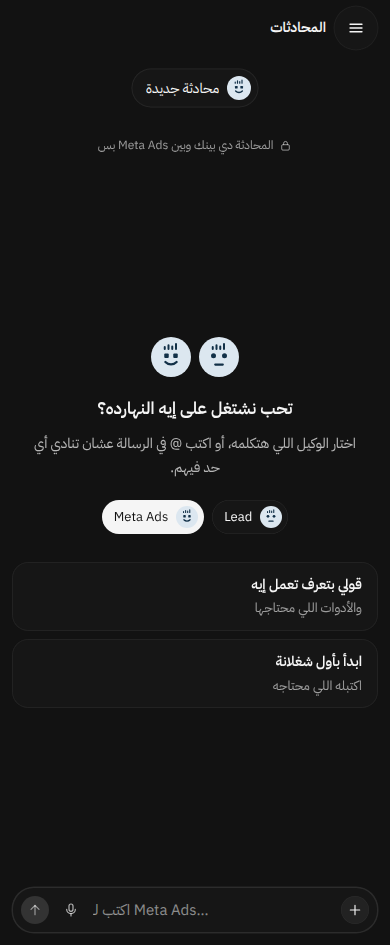 المحادثات
محادثة جديدة
المحادثة دي بينك وبين Meta Ads بس
تحب نشتغل على إيه النهارده؟
اختار الوكيل اللي هتكلمه، أو اكتب @ في الرسالة عشان تنادي أي
حد فيهم.
Lead
Meta Ads
قولي بتعرف تعمل إيه
والأدوات اللي محتاجها
ابدأ بأول شغلانة
اكتبله اللي محتاجه
اكتب لـ Meta Ads...